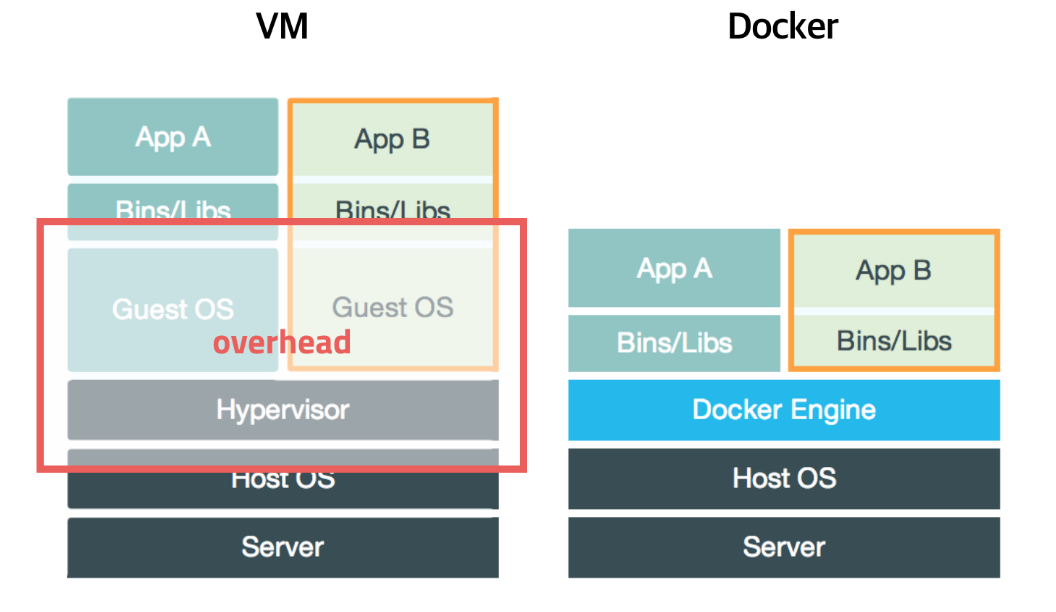 VM
App A
App B
Bins/Libs
Bins/Libs
Guest OS
Guest OS
overhead
Hypervisor
Host OS
Server
Docker
App A
App B
Bins/Libs
Bins/Libs
Docker Engine
Host OS
Server